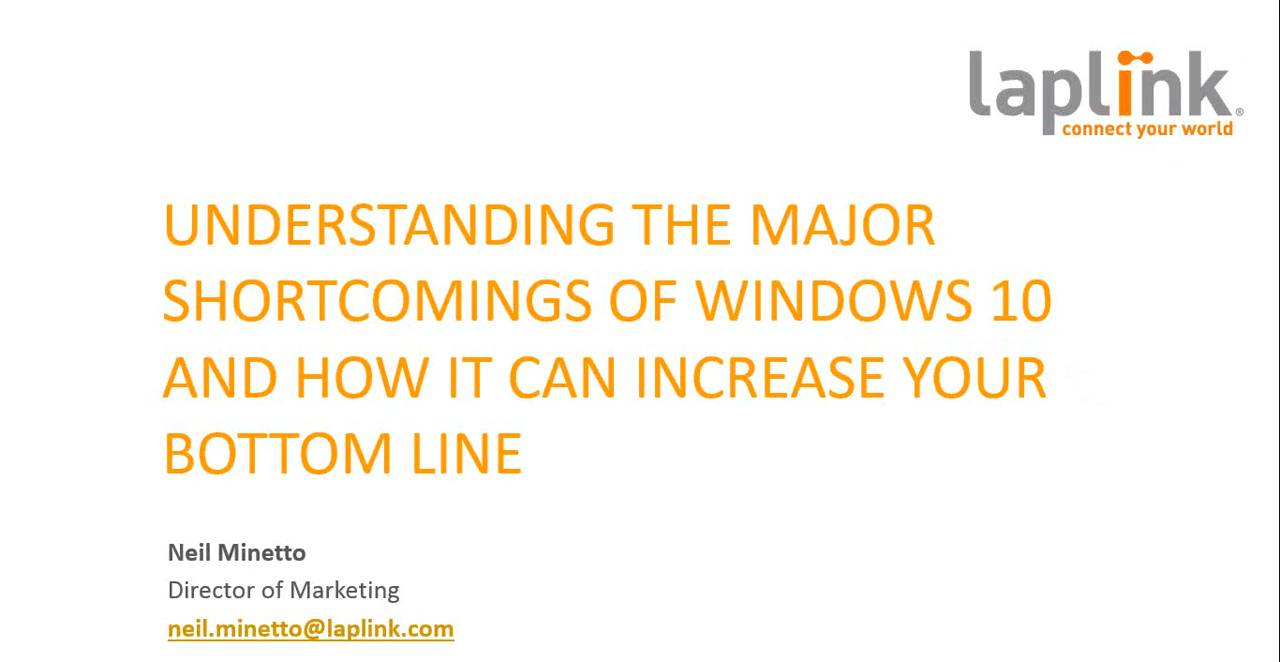 laplink®
connect your world
UNDERSTANDING THE MAJOR
SHORTCOMINGS OF WINDOWS 10
AND HOW IT CAN INCREASE YOUR
BOTTOM LINE
Neil Minetto
Director of Marketing
neil.minetto@laplink.com